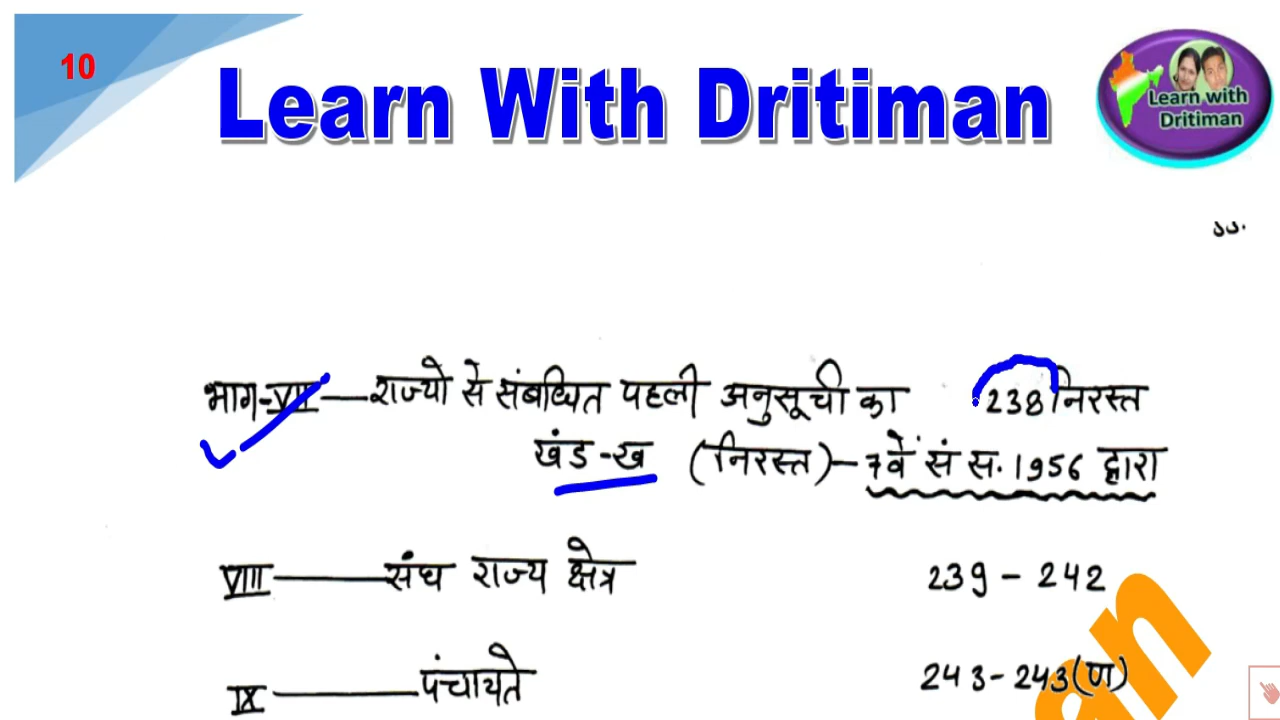 10
Learn With Dritiman
Learn with
Dritiman
भाग-VII — राज्यो से संबंधित पहली अनुसूची का 238 निरस्त
खंड-ख (निरस्त) – 7वें सं स. 1956 द्वारा
VIII — संघ राज्य क्षेत्र 239 – 242
IX — पंचायते 243 – 243(ण)
an